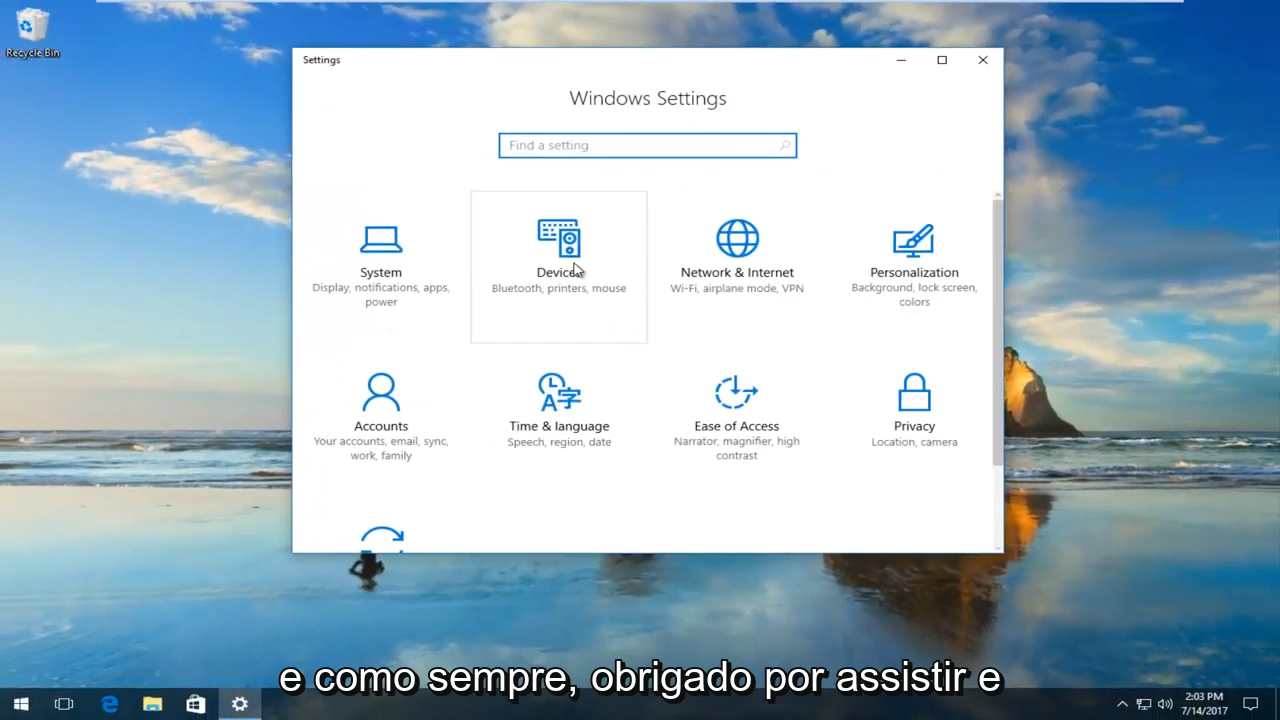 Recycle Bin
Settings
Windows Settings
Find a setting
System
Display, notifications, apps,
power
Devices
Bluetooth, printers, mouse
Network & Internet
Wi-Fi, airplane mode, VPN
Personalization
Background, lock screen,
colors
Accounts
Your accounts, email, sync,
work, family
Time & language
Speech, region, date
Ease of Access
Narrator, magnifier, high
contrast
Privacy
Location, camera
e como sempre, obrigado por assistir e
2:03 PM
7/14/2017